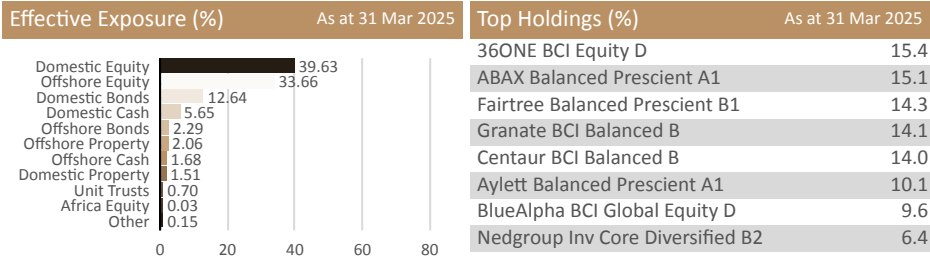 Effective Exposure (%) As at 31 Mar 2025
Domestic Equity 39.63
Offshore Equity 33.66
Domestic Bonds 12.64
Domestic Cash 5.65
Offshore Bonds 2.29
Offshore Property 2.06
Offshore Cash 1.68
Domestic Property 1.51
Unit Trusts 0.70
Africa Equity 0.03
Other 0.15
0 20 40 60 80
Top Holdings (%) As at 31 Mar 2025
36ONE BCI Equity D 15.4
ABAX Balanced Prescient A1 15.1
Fairtree Balanced Prescient B1 14.3
Granate BCI Balanced B 14.1
Centaur BCI Balanced B 14.0
Aylett Balanced Prescient A1 10.1
BlueAlpha BCI Global Equity D 9.6
Nedgroup Inv Core Diversified B2 6.4